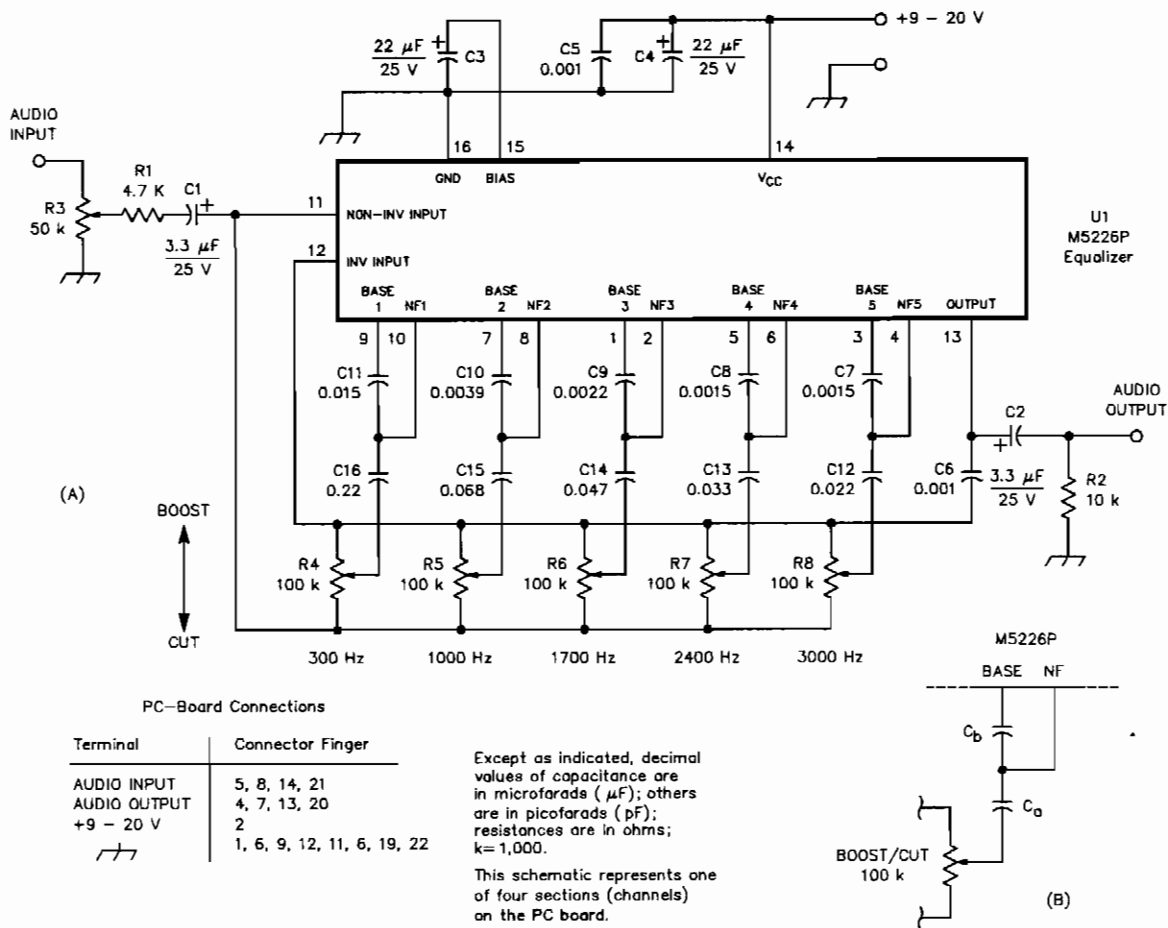 +9 – 20 V
22 μF
25 V
C3
C5
0.001
C4
22 μF
25 V
AUDIO
INPUT
R3
50 k
R1
4.7 K
C1
3.3 μF
25 V
16
15
14
GND
BIAS
VCC
11
NON–INV INPUT
12
INV INPUT
U1
M5226P
Equalizer
BASE
1
NF1
BASE
2
NF2
BASE
3
NF3
BASE
4
NF4
BASE
5
NF5
OUTPUT
9
10
7
8
1
2
5
6
3
4
13
C11
0.015
C10
0.0039
C9
0.0022
C8
0.0015
C7
0.0015
AUDIO
OUTPUT
C2
3.3 μF
25 V
C16
0.22
C15
0.068
C14
0.047
C13
0.033
C12
0.022
C6
0.001
R2
10 k
(A)
BOOST
CUT
R4
100 k
R5
100 k
R6
100 k
R7
100 k
R8
100 k
300 Hz
1000 Hz
1700 Hz
2400 Hz
3000 Hz
PC–Board Connections
Terminal
Connector Finger
AUDIO INPUT
5, 8, 14, 21
AUDIO OUTPUT
4, 7, 13, 20
+9 – 20 V
2
1, 6, 9, 12, 11, 6, 19, 22
Except as indicated, decimal
values of capacitance are
in microfarads ( μF); others
are in picofarads ( pF);
resistances are in ohms;
k=1,000.
This schematic represents one
of four sections (channels)
on the PC board.
M5226P
BASE
NF
Cb
Ca
BOOST/CUT
100 k
(B)